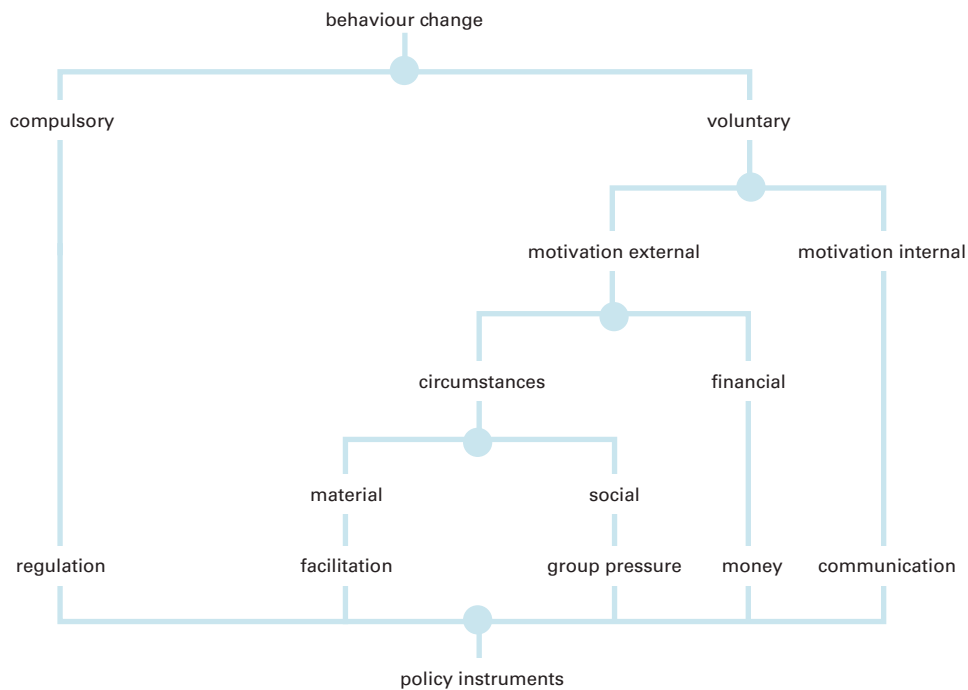 behaviour change
compulsory
voluntary
motivation external
motivation internal
circumstances
financial
material
social
regulation
facilitation
group pressure
money
communication
policy instruments